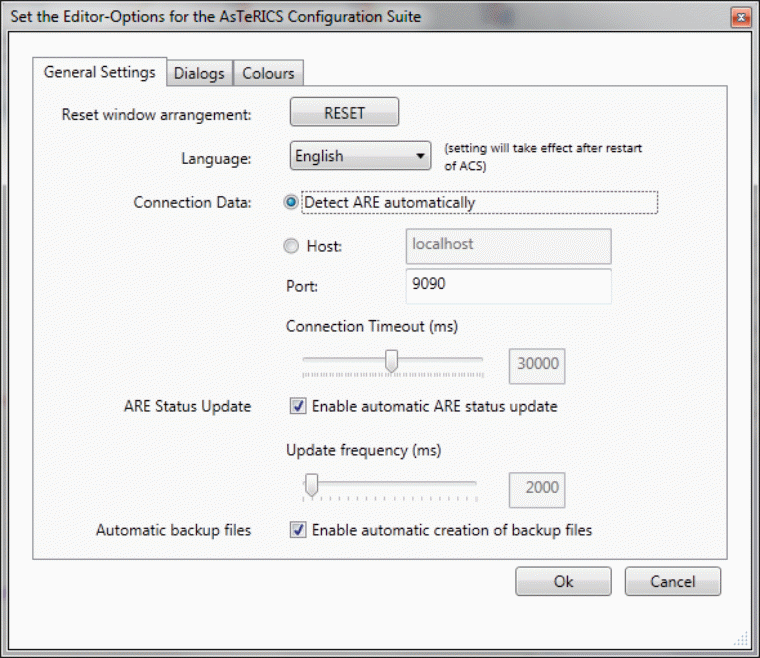 Set the Editor-Options for the AsTeRICS Configuration Suite
General Settings Dialogs Colours
Reset window arrangement: RESET
Language: English (setting will take effect after restart
of ACS)
Connection Data: Detect ARE automatically
Host: localhost
Port: 9090
Connection Timeout (ms)
30000
ARE Status Update Enable automatic ARE status update
Update frequency (ms)
2000
Automatic backup files Enable automatic creation of backup files
Ok Cancel